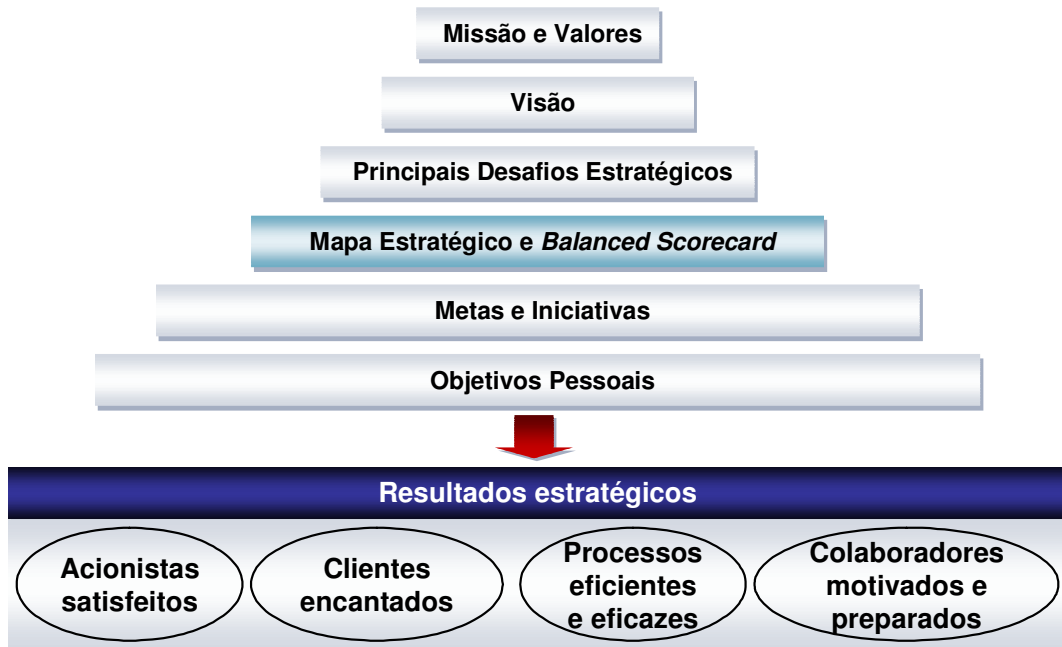 Missão e Valores
Visão
Principais Desafios Estratégicos
Mapa Estratégico e Balanced Scorecard
Metas e Iniciativas
Objetivos Pessoais
Resultados estratégicos
Acionistas
satisfeitos
Clientes
encantados
Processos
eficientes
e eficazes
Colaboradores
motivados e
preparados